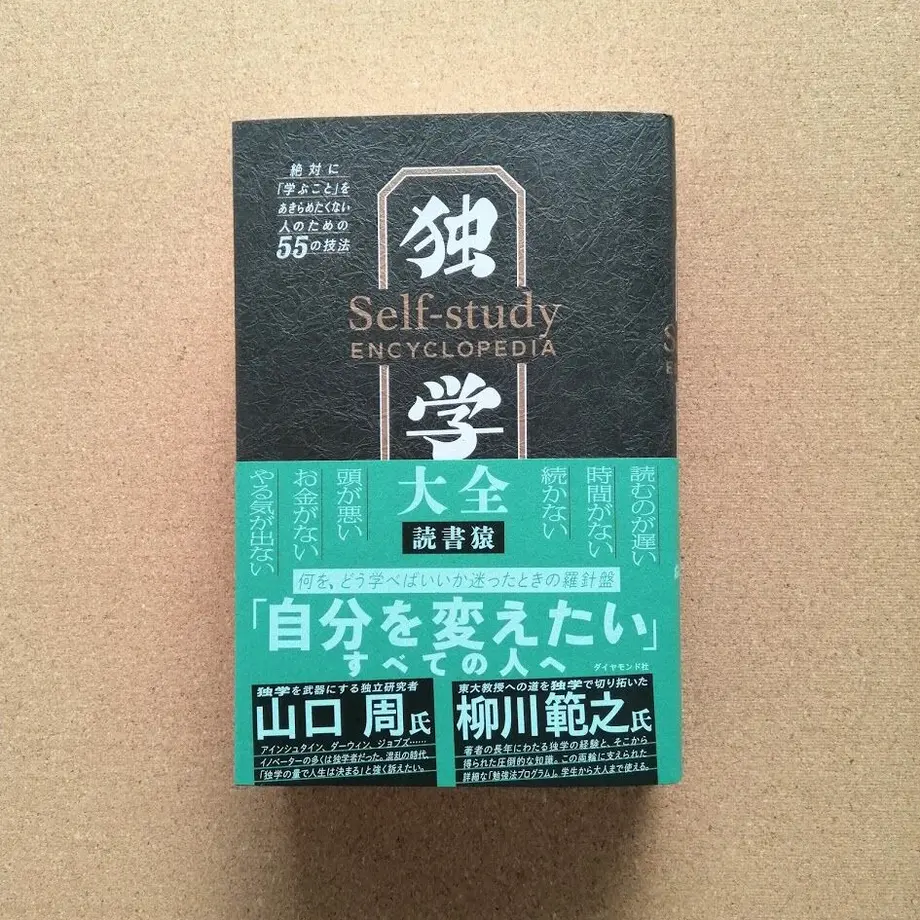 絶対に
「学ぶこと」を
あきらめたくない
人のための
55の技法
独
Self-study
ENCYCLOPEDIA
学
大全
読書猿
読むのが遅い
時間がない
続かない
頭が悪い
お金がない
やる気が出ない
何を、どう学べばいいか迷ったときの羅針盤
「自分を変えたい」
すべての人へ
ダイヤモンド社
独学を武器にする独立研究者
山口 周氏
アインシュタイン、ダーウィン、ジョブズ……
イノベーターの多くは独学者だった。混乱の時代、
「独学の量で人生は決まる」と強く訴えたい。
東大教授への道を独学で切り拓いた
柳川範之氏
著者の長年にわたる独学の経験と、そこから
得られた圧倒的な知識。この両輪に支えられた
詳細な「勉強法プログラム」。学生から大人まで使える。